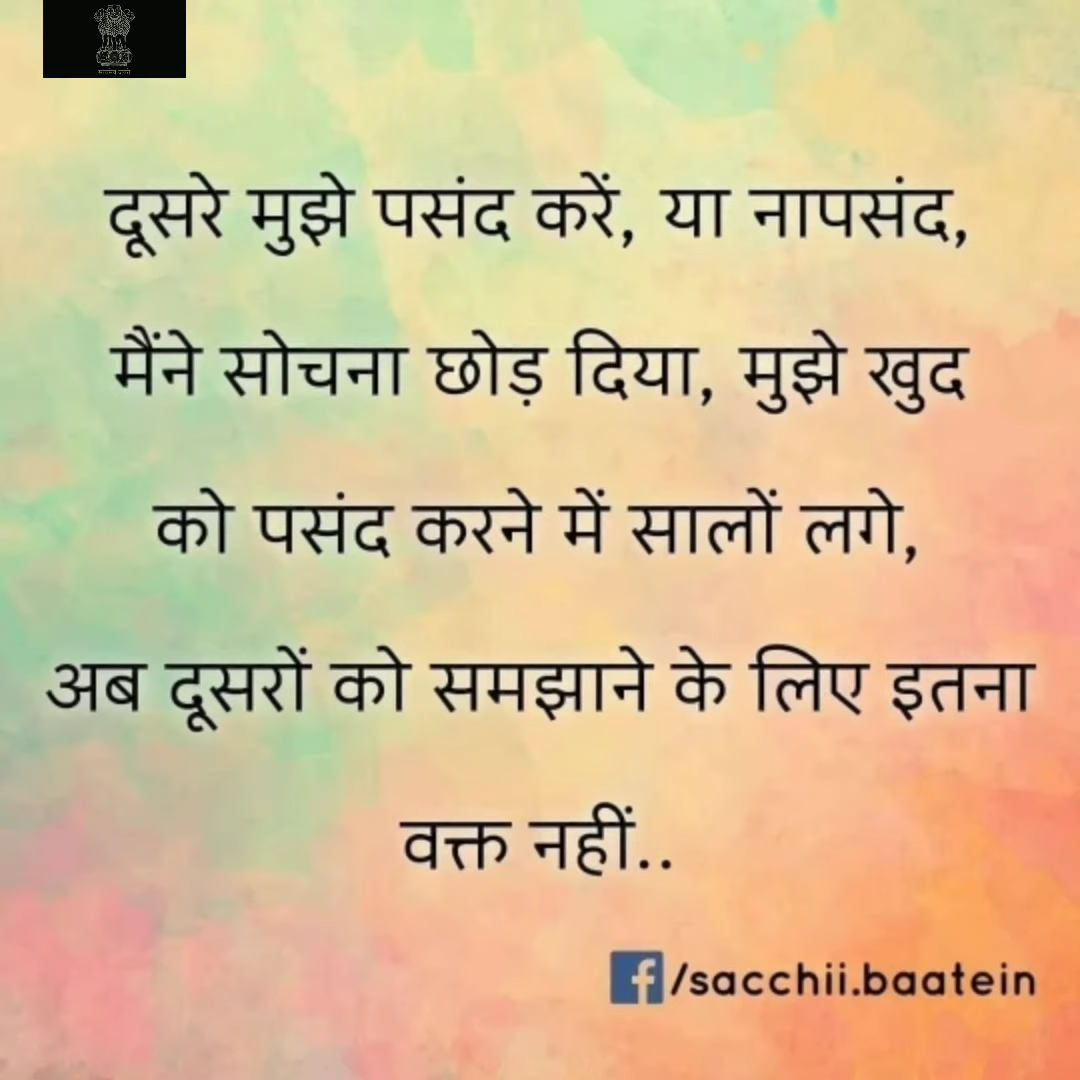 दूसरे मुझे पसंद करें, या नापसंद,
मैंने सोचना छोड़ दिया, मुझे खुद
को पसंद करने में सालों लगे,
अब दूसरों को समझाने के लिए इतना
वक्त नहीं..
/sacchii.baatein